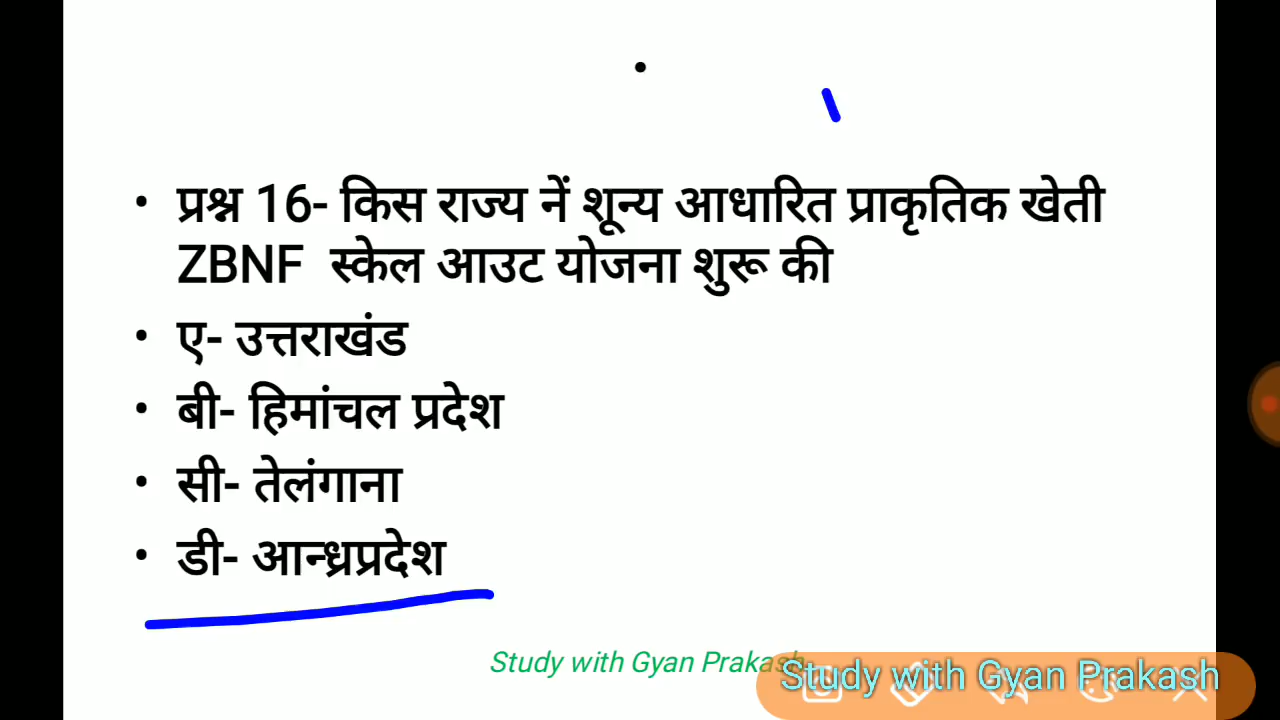 प्रश्न 16- किस राज्य नें शून्य आधारित प्राकृतिक खेती
ZBNF स्केल आउट योजना शुरू की
ए- उत्तराखंड
बी- हिमांचल प्रदेश
सी- तेलंगाना
डी- आन्ध्रप्रदेश
Study with Gyan Prakash
Study with Gyan Prakash